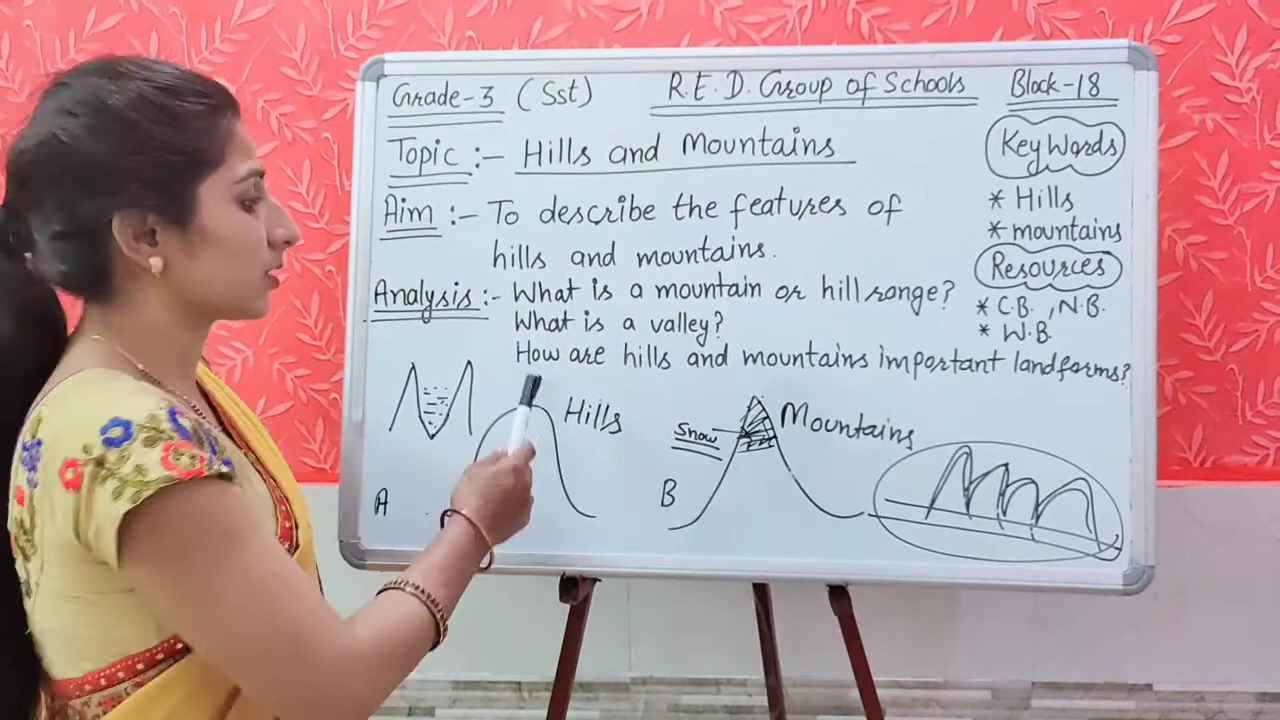 Grade-3 (Sst) R.E.D. Group of Schools Block-18
Topic :- Hills and Mountains
Aim :- To describe the features of
hills and mountains.
Analysis :- What is a mountain or hill range?
What is a valley?
How are hills and mountains important landforms?
Key Words
* Hills
* mountains
Resources
* C.B., N.B.
* W.B.
Hills
A
Snow
Mountains
B